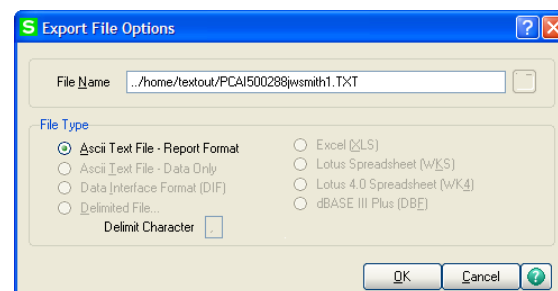 S Export File Options ? X
File Name ../home/textout/PCAI500288jwsmith1.TXT
File Type
Ascii Text File - Report Format
Ascii Text File - Data Only
Data Interface Format (DIF)
Delimited File...
Delimit Character ,
Excel (XLS)
Lotus Spreadsheet (WKS)
Lotus 4.0 Spreadsheet (WK4)
dBASE III Plus (DBF)
OK Cancel ?